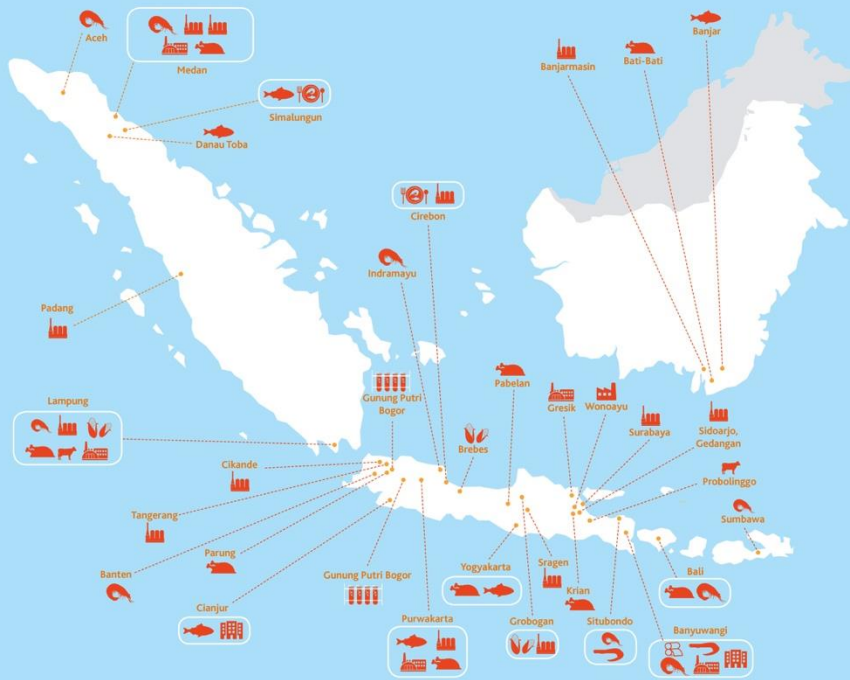 Aceh
Medan
Simalungun
Danau Toba
Banjarmasin
Bati-Bati
Banjar
Cirebon
Indramayu
Padang
Lampung
Gunung Putri
Bogor
Pabelan
Gresik
Wonoayu
Surabaya
Sidoarjo,
Gedangan
Brebes
Cikande
Probolinggo
Tangerang
Sumbawa
Parung
Banten
Gunung Putri Bogor
Yogyakarta
Sragen
Krian
Bali
Cianjur
Purwakarta
Grobogan
Situbondo
Banyuwangi